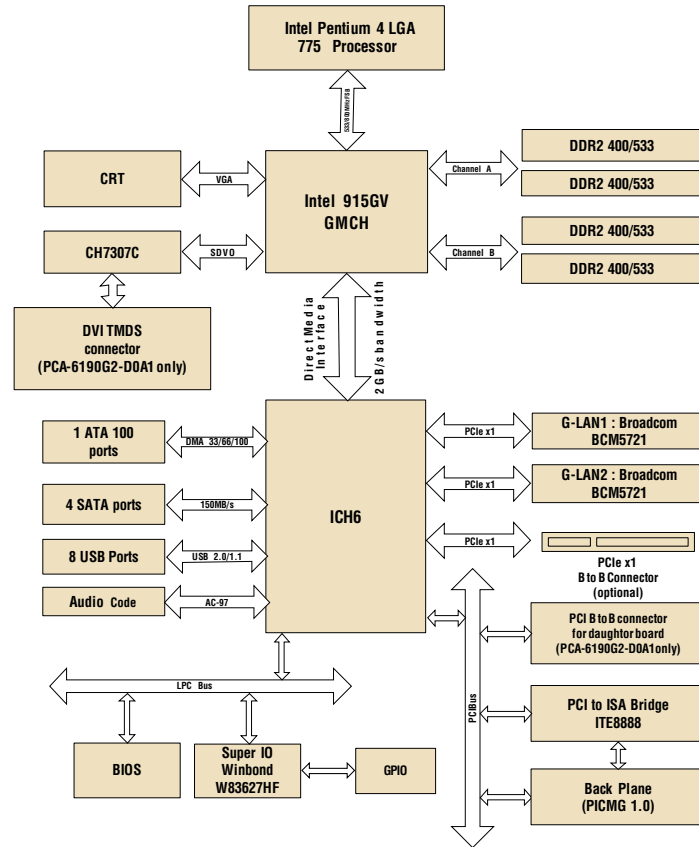 Intel Pentium 4 LGA
775 Processor
533/800MHz FSB
CRT
VGA
Intel 915GV
GMCH
Channel A
DDR2 400/533
DDR2 400/533
CH7307C
SDVO
Channel B
DDR2 400/533
DDR2 400/533
DVI TMDS
connector
(PCA-6190G2-D0A1 only)
Direct Media
Interface
2 GB/s bandwidth
1 ATA 100
ports
DMA 33/66/100
ICH6
PCIe x1
G-LAN1 : Broadcom
BCM5721
4 SATA ports
150MB/s
PCIe x1
G-LAN2 : Broadcom
BCM5721
8 USB Ports
USB 2.0/1.1
PCIe x1
PCIe x1
B to B Connector
(optional)
Audio Code
AC-97
PCI B to B connector
for daughtor board
(PCA-6190G2-D0A1only)
LPC Bus
PCIBus
PCI to ISA Bridge
ITE8888
BIOS
Super IO
Winbond
W83627HF
GPIO
Back Plane
(PICMG 1.0)